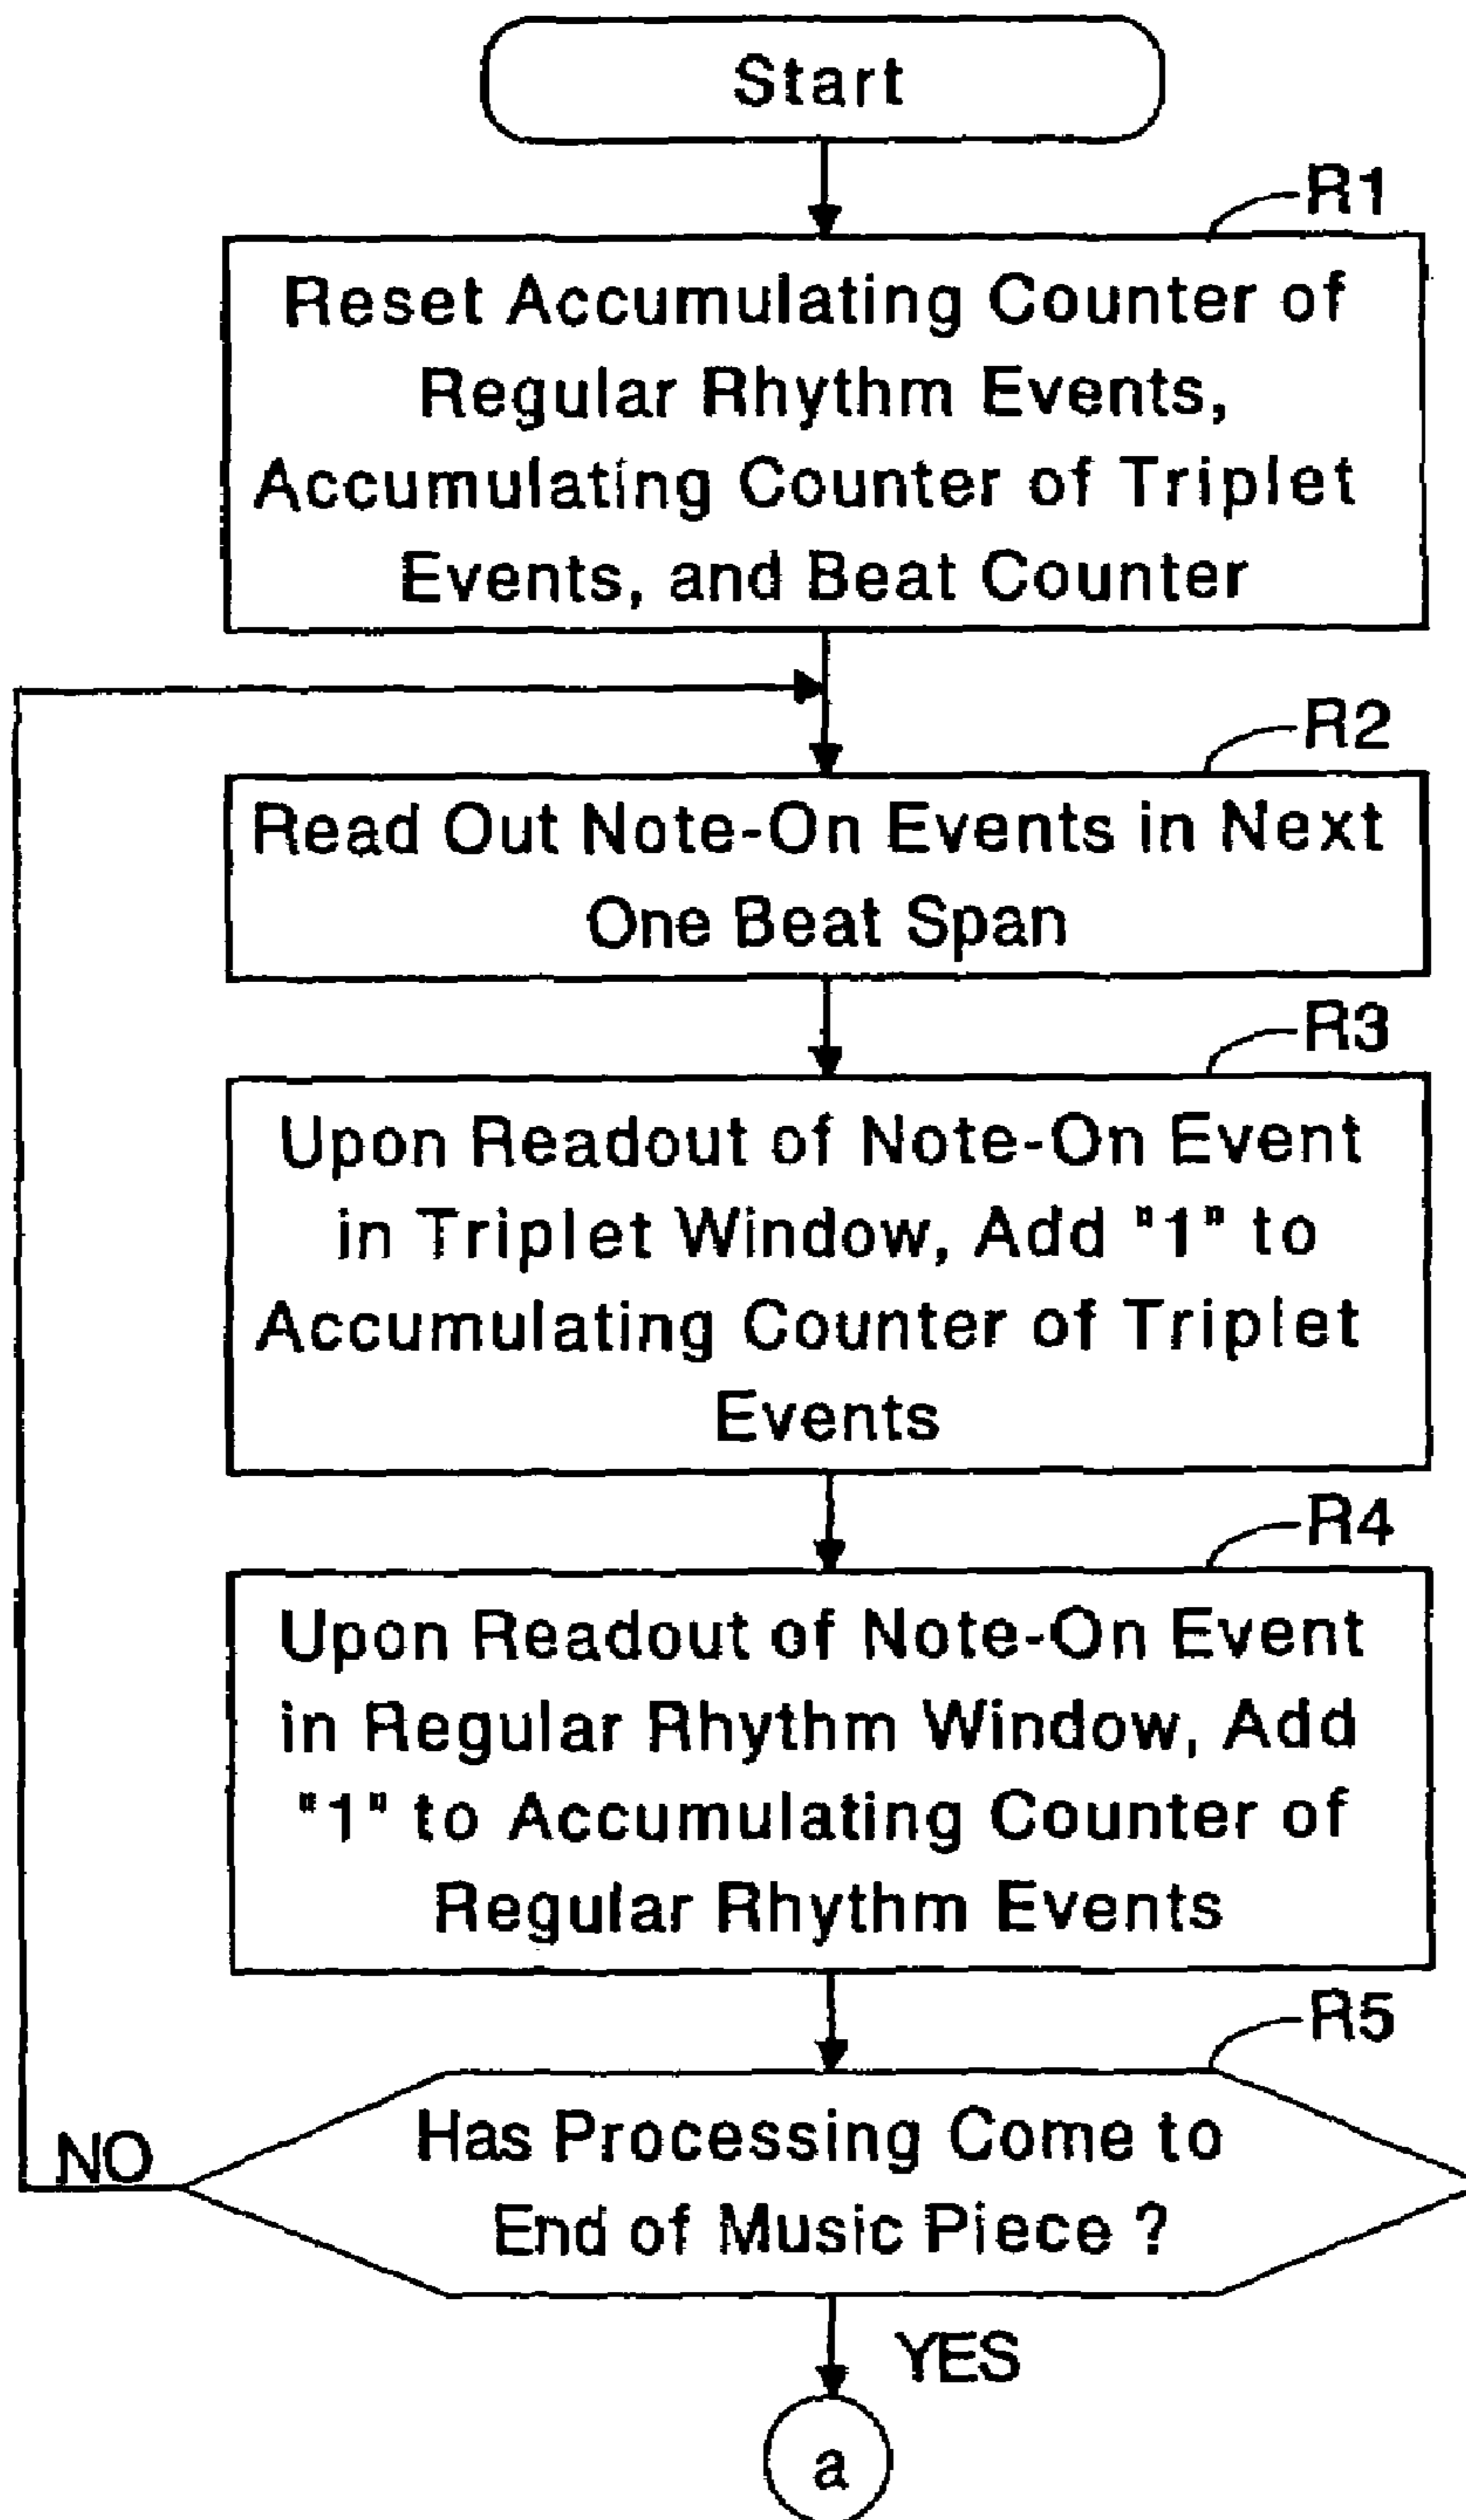 Start
R1
Reset Accumulating Counter of
Regular Rhythm Events,
Accumulating Counter of Triplet
Events, and Beat Counter
R2
Read Out Note-On Events in Next
One Beat Span
R3
Upon Readout of Note-On Event
in Triplet Window, Add "1" to
Accumulating Counter of Triplet
Events
R4
Upon Readout of Note-On Event
in Regular Rhythm Window, Add
"1" to Accumulating Counter of
Regular Rhythm Events
R5
Has Processing Come to
End of Music Piece ?
NO
YES
a